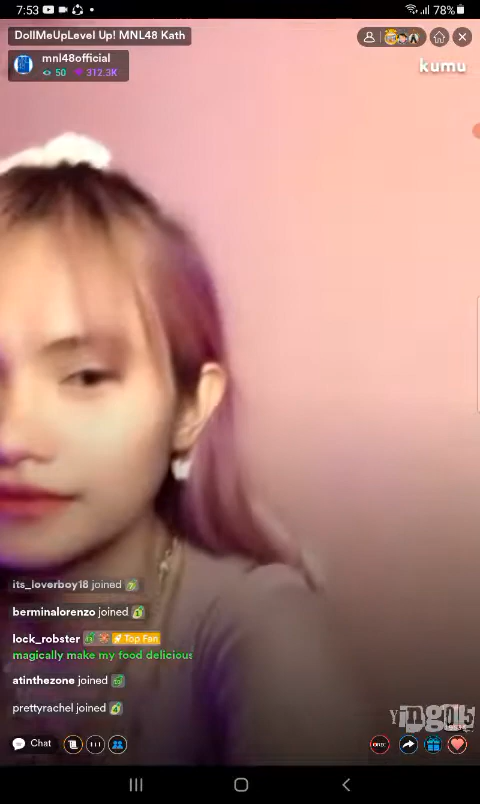 7:53
78%
DollMeUpLevel Up! MNL48 Kath
mnl48official
50 312.3K
kumu
its_loverboy18 joined
berminalorenzo joined
lock_robster Top Fan
magically make my food delicious
atinthezone joined
prettyrachel joined
Chat